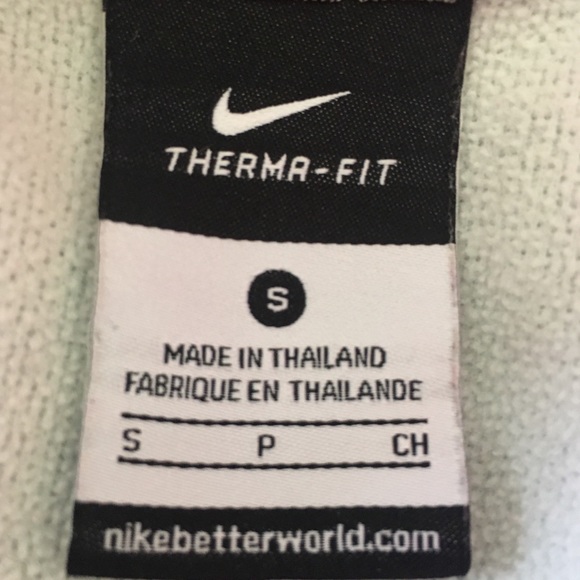 THERMA-FIT
S
MADE IN THAILAND
FABRIQUE EN THAILANDE
S P CH
nikebetterworld.com